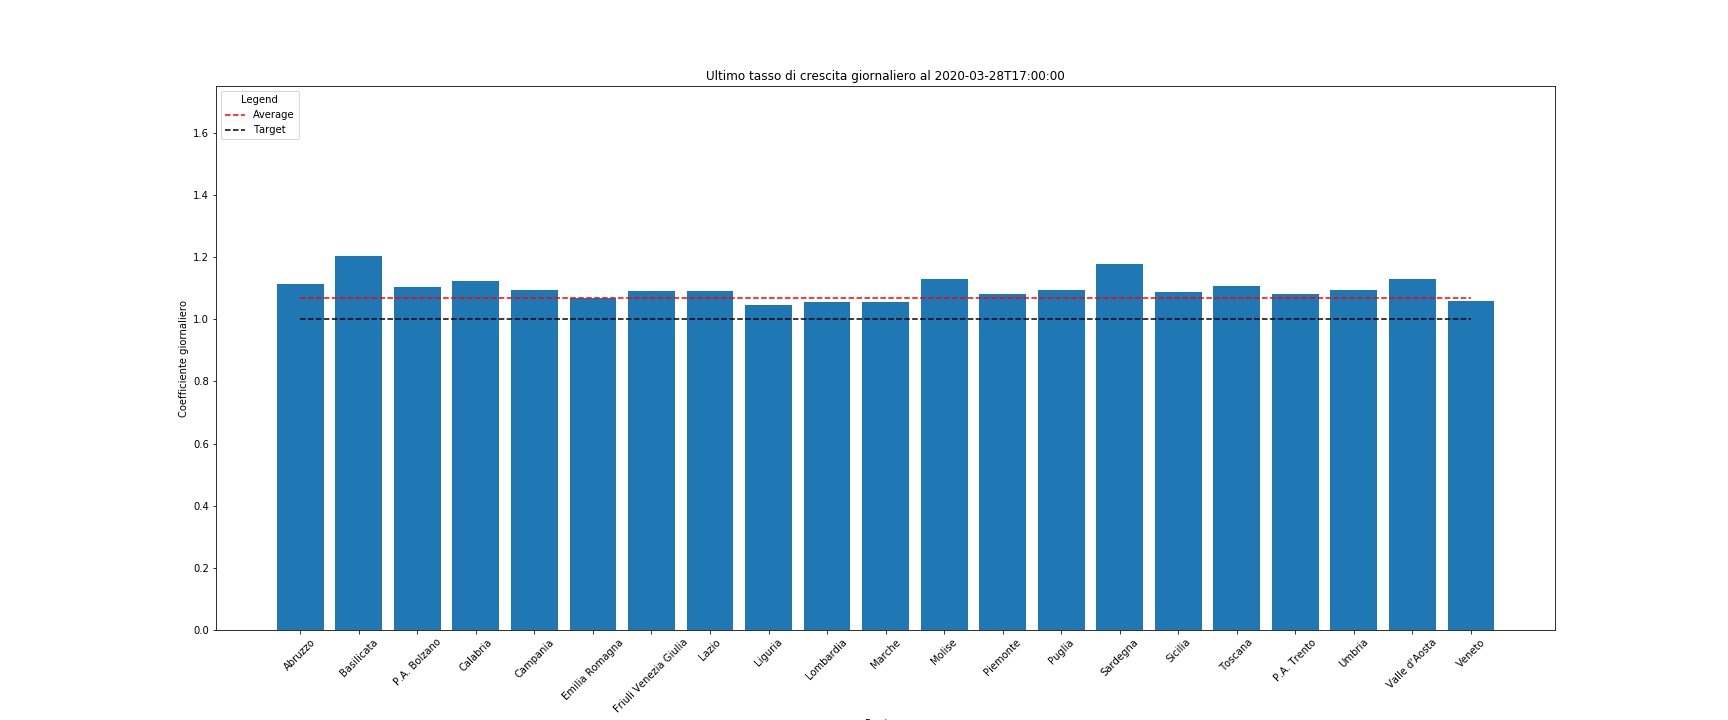 Ultimo tasso di crescita giornaliero al 2020-03-28T17:00:00
Legend
Average
Target
1.6
1.4
1.2
1.0
0.8
0.6
0.4
0.2
0.0
Coefficiente giornaliero
Abruzzo
Basilicata
P.A. Bolzano
Calabria
Campania
Emilia Romagna
Friuli Venezia Giulia
Lazio
Liguria
Lombardia
Marche
Molise
Piemonte
Puglia
Sardegna
Sicilia
Toscana
P.A. Trento
Umbria
Valle d'Aosta
Veneto